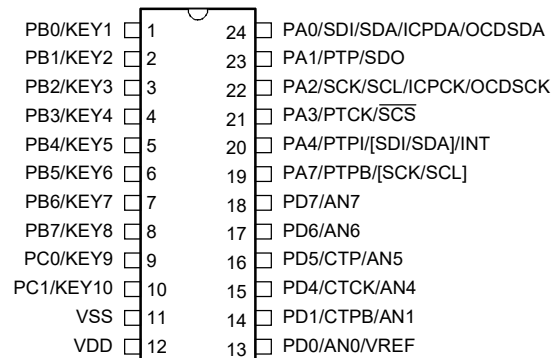 PB0/KEY1 1 24 PA0/SDI/SDA/ICPDA/OCDSDA
PB1/KEY2 2 23 PA1/PTP/SDO
PB2/KEY3 3 22 PA2/SCK/SCL/ICPCK/OCDSCK
PB3/KEY4 4 21 PA3/PTCK/SCS
PB4/KEY5 5 20 PA4/PTPI/[SDI/SDA]/INT
PB5/KEY6 6 19 PA7/PTPB/[SCK/SCL]
PB6/KEY7 7 18 PD7/AN7
PB7/KEY8 8 17 PD6/AN6
PC0/KEY9 9 16 PD5/CTP/AN5
PC1/KEY10 10 15 PD4/CTCK/AN4
VSS 11 14 PD1/CTPB/AN1
VDD 12 13 PD0/AN0/VREF